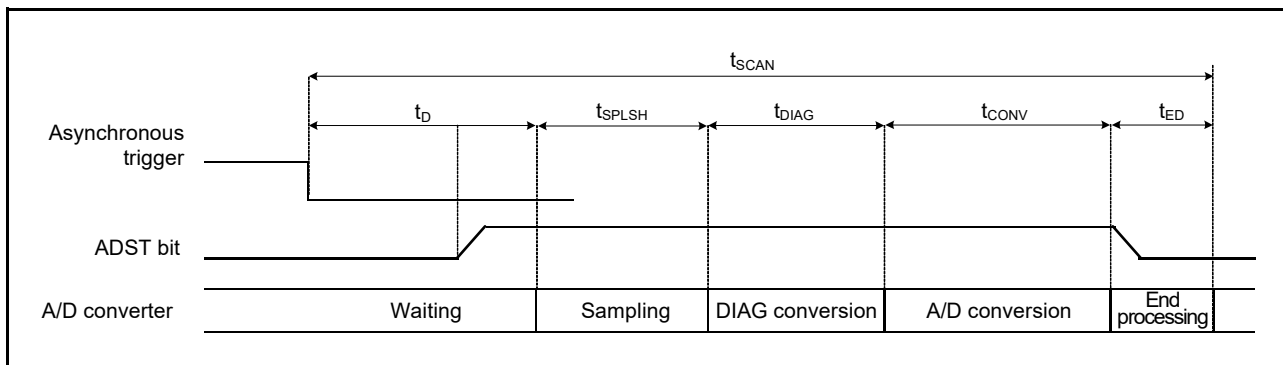 tSCAN
tD tSPLSH tDIAG tCONV tED
Asynchronous
trigger
ADST bit
A/D converter Waiting Sampling DIAG conversion A/D conversion End
processing